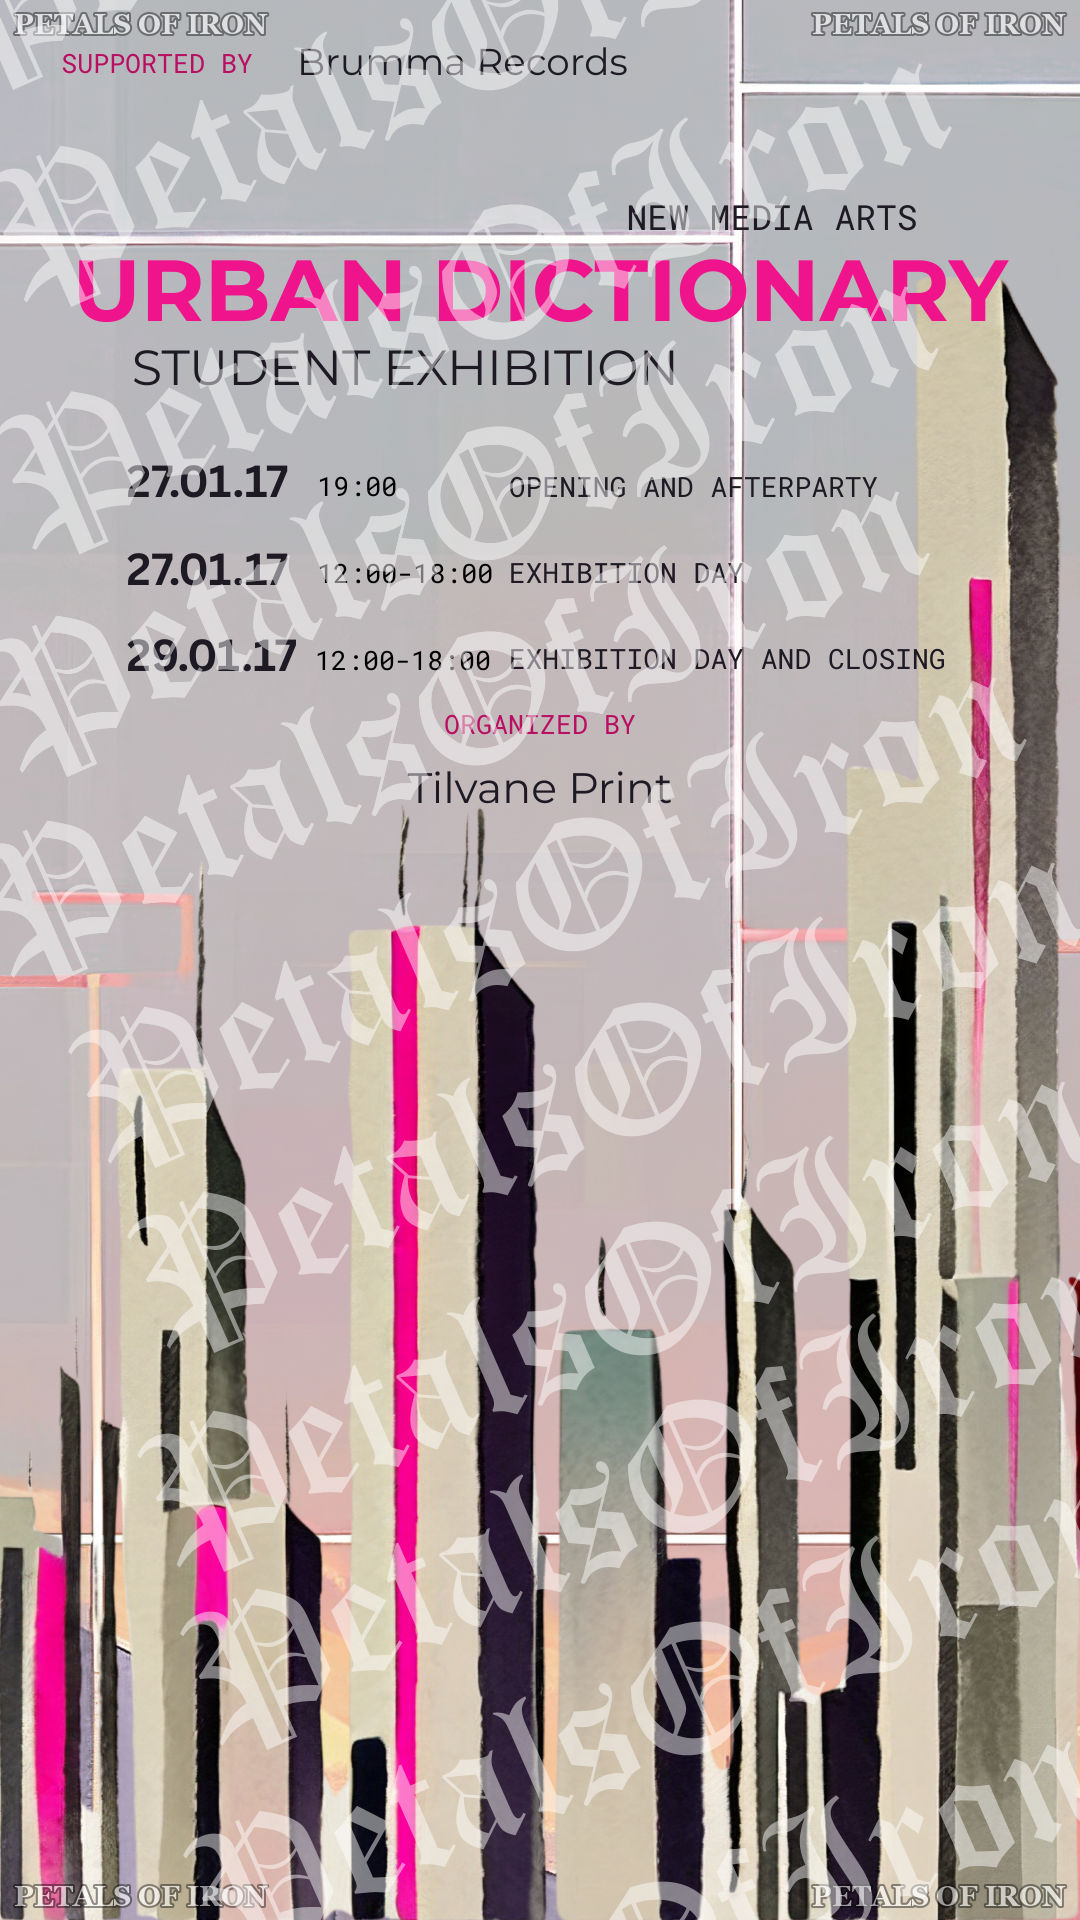 PETALS OF IRON PETALS OF IRON
SUPPORTED BY Brumma Records
NEW MEDIA ARTS
URBAN DICTIONARY
STUDENT EXHIBITION
27.01.17 19:00 OPENING AND AFTERPARTY
27.01.17 12:00-18:00 EXHIBITION DAY
29.01.17 12:00-18:00 EXHIBITION DAY AND CLOSING
ORGANIZED BY
Tilvane Print
PetalsOfIron
PetalsOfIron
PetalsOfIron
PetalsOfIron
PetalsOfIron
PetalsOfIron
PetalsOfIron
PetalsOfIron
PetalsOfIron
PETALS OF IRON PETALS OF IRON